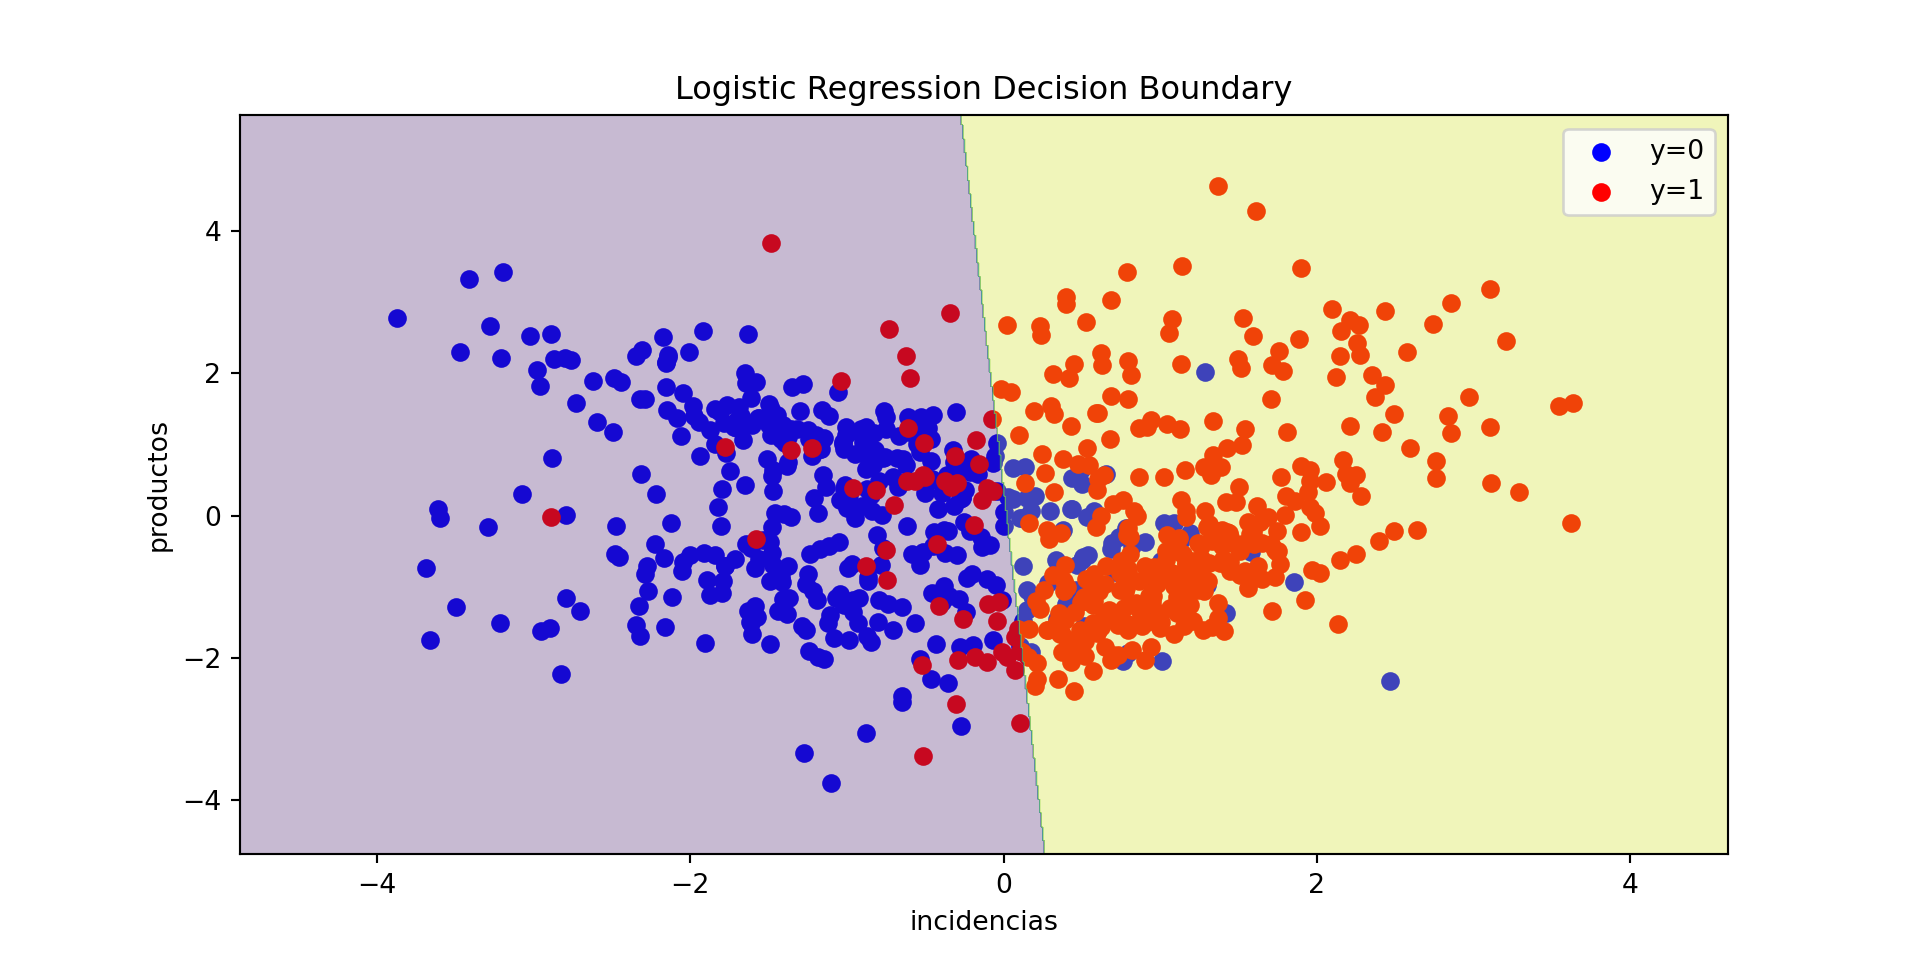 Logistic Regression Decision Boundary
y=0
y=1
productos
4
2
0
−2
−4
−4
−2
0
2
4
incidencias